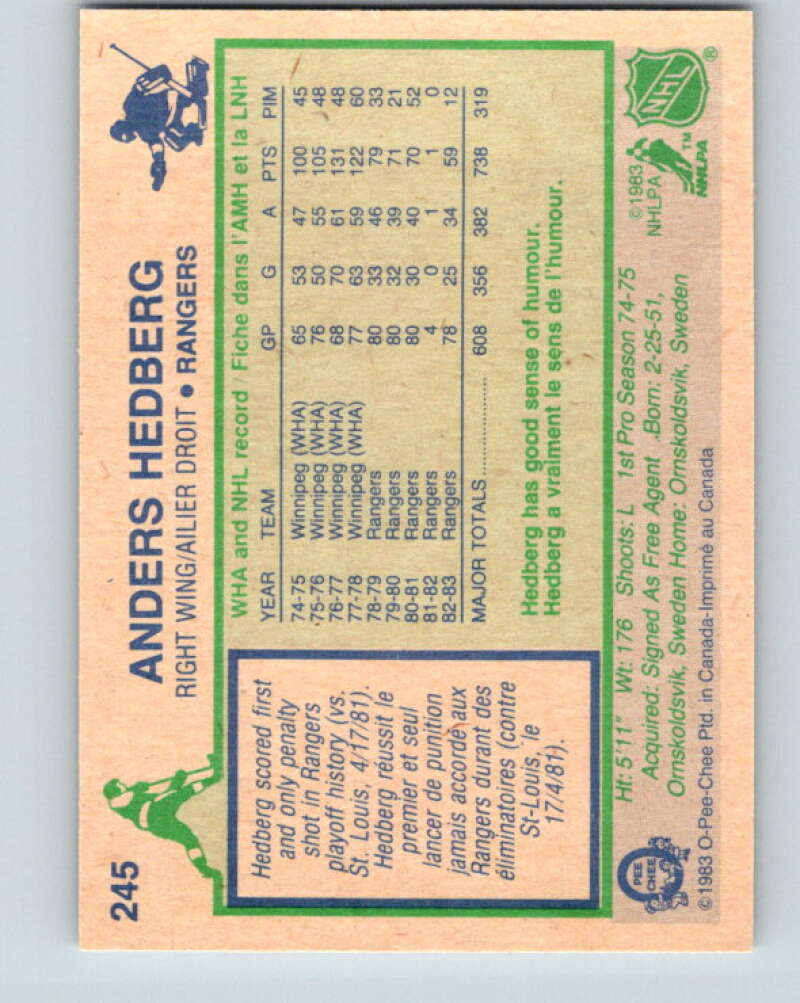 245
ANDERS HEDBERG
RIGHT WING/AILIER DROIT • RANGERS
Hedberg scored first
and only penalty
shot in Rangers
playoff history (vs.
St. Louis, 4/17/81).
Hedberg réussit le
premier et seul
lancer de punition
jamais accordé aux
Rangers durant des
éliminatoires (contre
St-Louis, le
17/4/81).
WHA and NHL record / Fiche dans l'AMH et la LNH
YEAR TEAM GP G A PTS PIM
74-75 Winnipeg (WHA) 65 53 47 100 45
75-76 Winnipeg (WHA) 76 50 55 105 48
76-77 Winnipeg (WHA) 68 70 61 131 48
77-78 Winnipeg (WHA) 77 63 59 122 60
78-79 Rangers 80 33 46 79 33
79-80 Rangers 80 32 39 71 21
80-81 Rangers 80 30 40 70 52
81-82 Rangers 4 0 1 1 0
82-83 Rangers 78 25 34 59 12
MAJOR TOTALS .................. 608 356 382 738 319
Hedberg has good sense of humour.
Hedberg a vraiment le sens de l'humour.
Ht: 5'11" Wt: 176 Shoots: L 1st Pro Season 74-75
Acquired: Signed As Free Agent Born: 2-25-51,
Ornskoldsvik, Sweden Home: Ornskoldsvik, Sweden
©1983 O-Pee-Chee Ptd. in Canada-Imprimé au Canada
O PEE CHEE
©1983
NHLPA
NHL ®
NHLPA ™